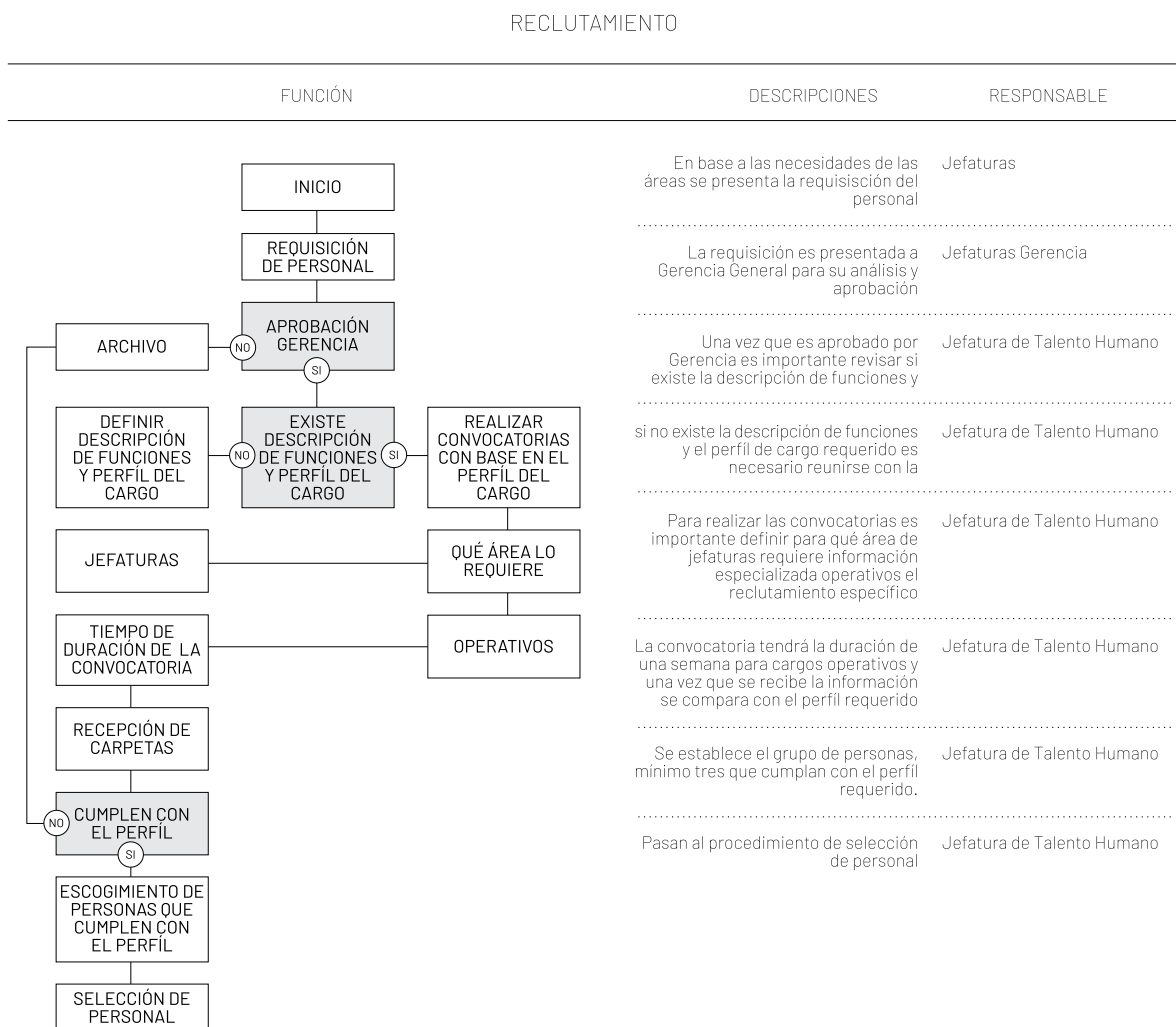 RECLUTAMIENTO
FUNCIÓN
DESCRIPCIONES
RESPONSABLE
INICIO
REQUISICIÓN
DE PERSONAL
APROBACIÓN
GERENCIA
NO
SI
ARCHIVO
DEFINIR
DESCRIPCIÓN
DE FUNCIONES
Y PERFÍL DEL
CARGO
NO
EXISTE
DESCRIPCIÓN
DE FUNCIONES
Y PERFÍL DEL
CARGO
SI
REALIZAR
CONVOCATORIAS
CON BASE EN EL
PERFÍL DEL
CARGO
JEFATURAS
QUÉ ÁREA LO
REQUIERE
TIEMPO DE
DURACIÓN DE LA
CONVOCATORIA
OPERATIVOS
RECEPCIÓN DE
CARPETAS
NO
CUMPLEN CON
EL PERFÍL
SI
ESCOGIMIENTO DE
PERSONAS QUE
CUMPLEN CON
EL PERFÍL
SELECCIÓN DE
PERSONAL
En base a las necesidades de las
áreas se presenta la requisisción del
personal
Jefaturas
La requisición es presentada a
Gerencia General para su análisis y
aprobación
Jefaturas Gerencia
Una vez que es aprobado por
Gerencia es importante revisar si
existe la descripción de funciones y
Jefatura de Talento Humano
si no existe la descripción de funciones
y el perfíl de cargo requerido es
necesario reunirse con la
Jefatura de Talento Humano
Para realizar las convocatorias es
importante definir para qué área de
jefaturas requiere información
especializada operativos el
reclutamiento específico
Jefatura de Talento Humano
La convocatoria tendrá la duración de
una semana para cargos operativos y
una vez que se recibe la información
se compara con el perfíl requerido
Jefatura de Talento Humano
Se establece el grupo de personas,
mínimo tres que cumplan con el perfíl
requerido.
Jefatura de Talento Humano
Pasan al procedimiento de selección
de personal
Jefatura de Talento Humano